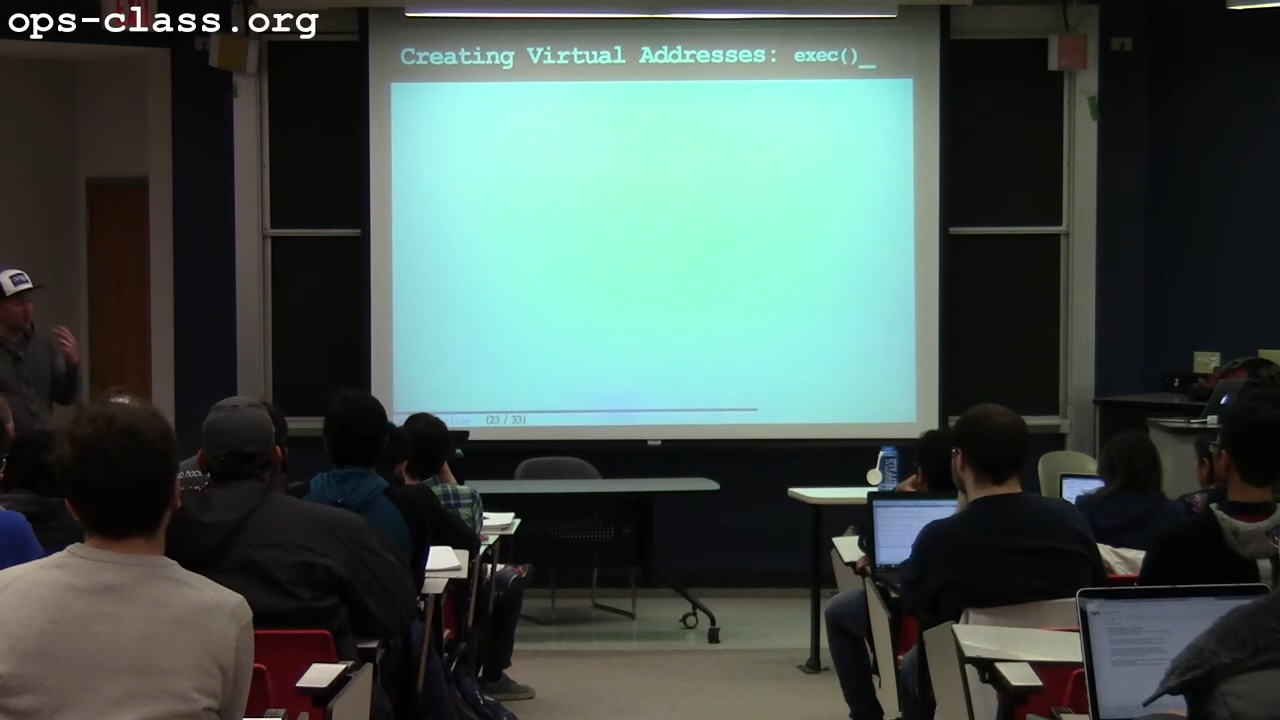 ops-class.org
Creating Virtual Addresses: exec()_
(23 / 33)